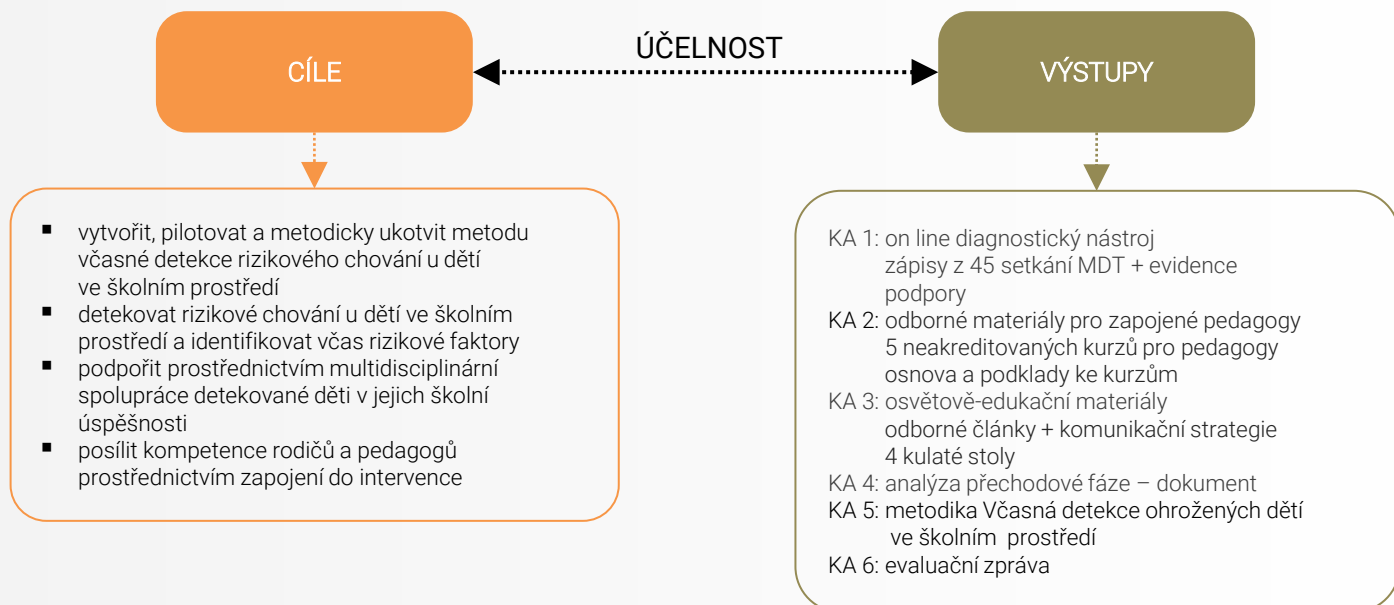 CÍLE
ÚČELNOST
VÝSTUPY
▪ vytvořit, pilotovat a metodicky ukotvit metodu
včasné detekce rizikového chování u dětí
ve školním prostředí
▪ detekovat rizikové chování u dětí ve školním
prostředí a identifikovat včas rizikové faktory
▪ podpořit prostřednictvím multidisciplinární
spolupráce detekované děti v jejich školní
úspěšnosti
▪ posílit kompetence rodičů a pedagogů
prostřednictvím zapojení do intervence
KA 1: on line diagnostický nástroj
zápisy z 45 setkání MDT + evidence
podpory
KA 2: odborné materiály pro zapojené pedagogy
5 neakreditovaných kurzů pro pedagogy
osnova a podklady ke kurzům
KA 3: osvětově-edukační materiály
odborné články + komunikační strategie
4 kulaté stoly
KA 4: analýza přechodové fáze – dokument
KA 5: metodika Včasná detekce ohrožených dětí
ve školním prostředí
KA 6: evaluační zpráva